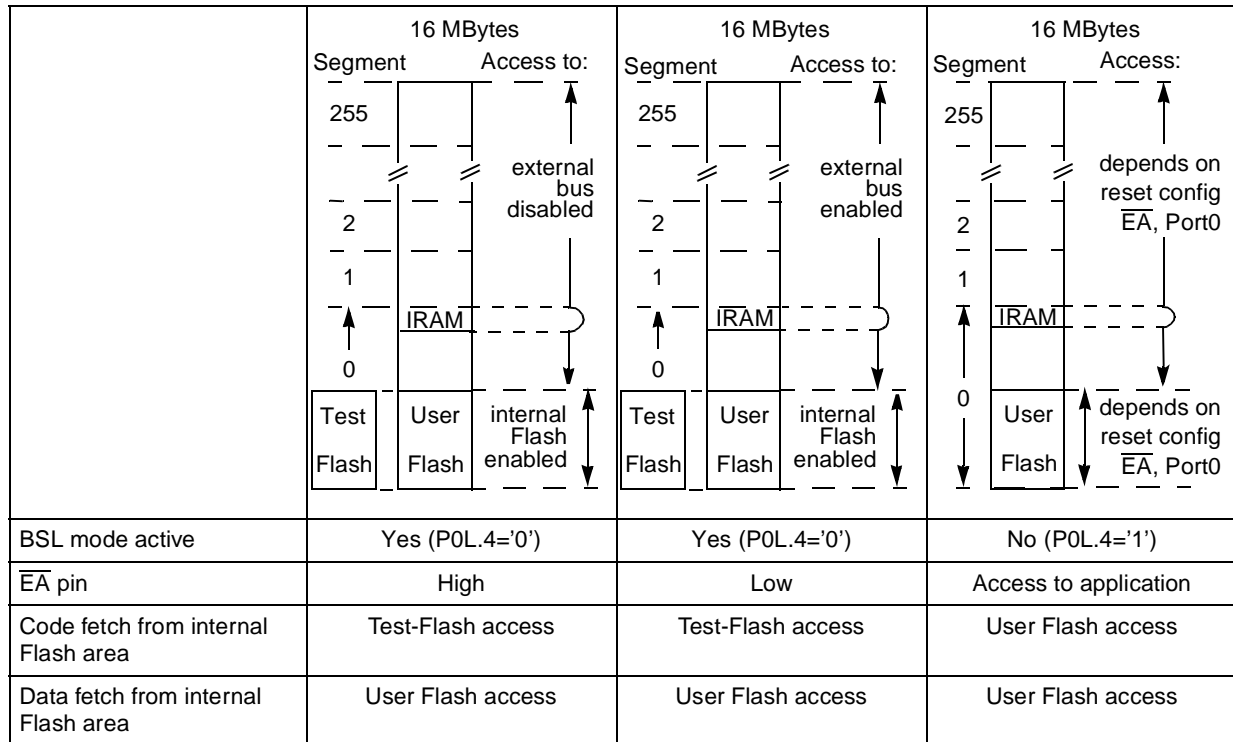 16 MBytes
Segment Access to:
255
external
bus
disabled
2
1
IRAM
0
Test User internal
Flash
Flash Flash enabled
16 MBytes
Segment Access to:
255
external
bus
enabled
2
1
IRAM
0
Test User internal
Flash
Flash Flash enabled
16 MBytes
Segment Access:
255
depends on
reset config
E̅A̅, Port0
2
1
IRAM
0
User depends on
reset config
Flash E̅A̅, Port0
BSL mode active Yes (P0L.4='0') Yes (P0L.4='0') No (P0L.4='1')
E̅A̅ pin High Low Access to application
Code fetch from internal Test-Flash access Test-Flash access User Flash access
Flash area
Data fetch from internal User Flash access User Flash access User Flash access
Flash area